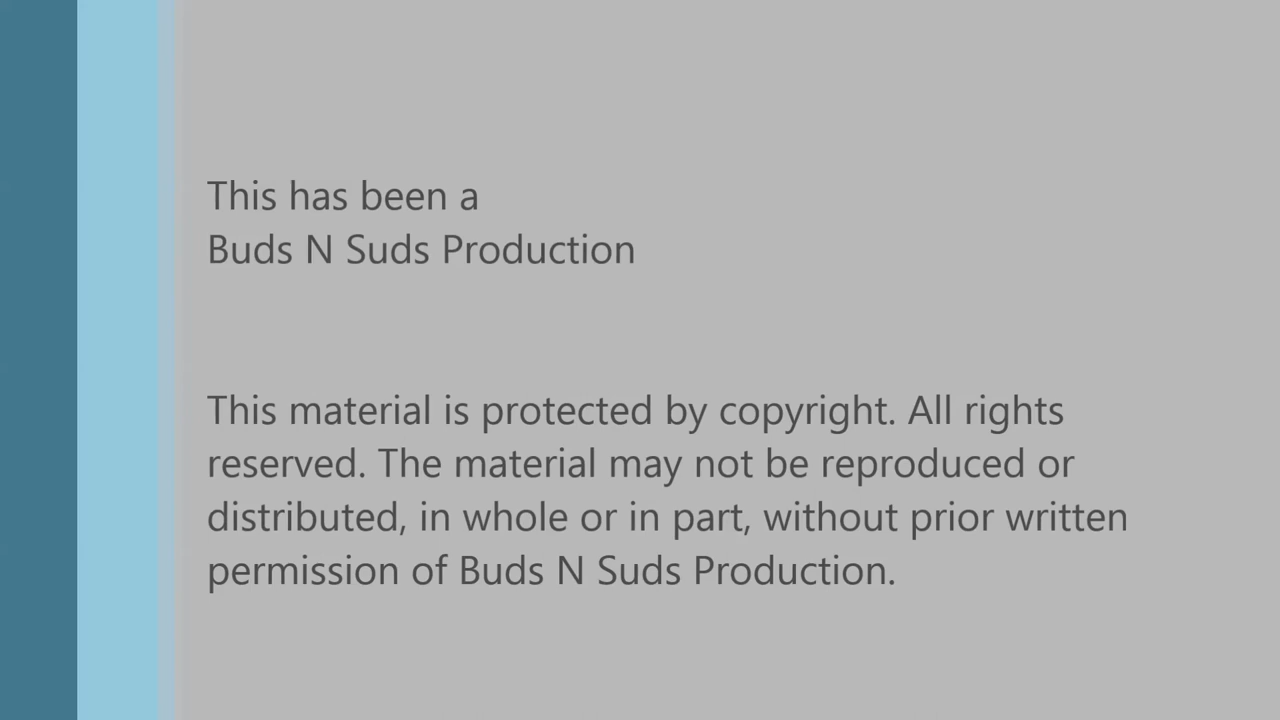 This has been a
Buds N Suds Production
This material is protected by copyright. All rights
reserved. The material may not be reproduced or
distributed, in whole or in part, without prior written
permission of Buds N Suds Production.